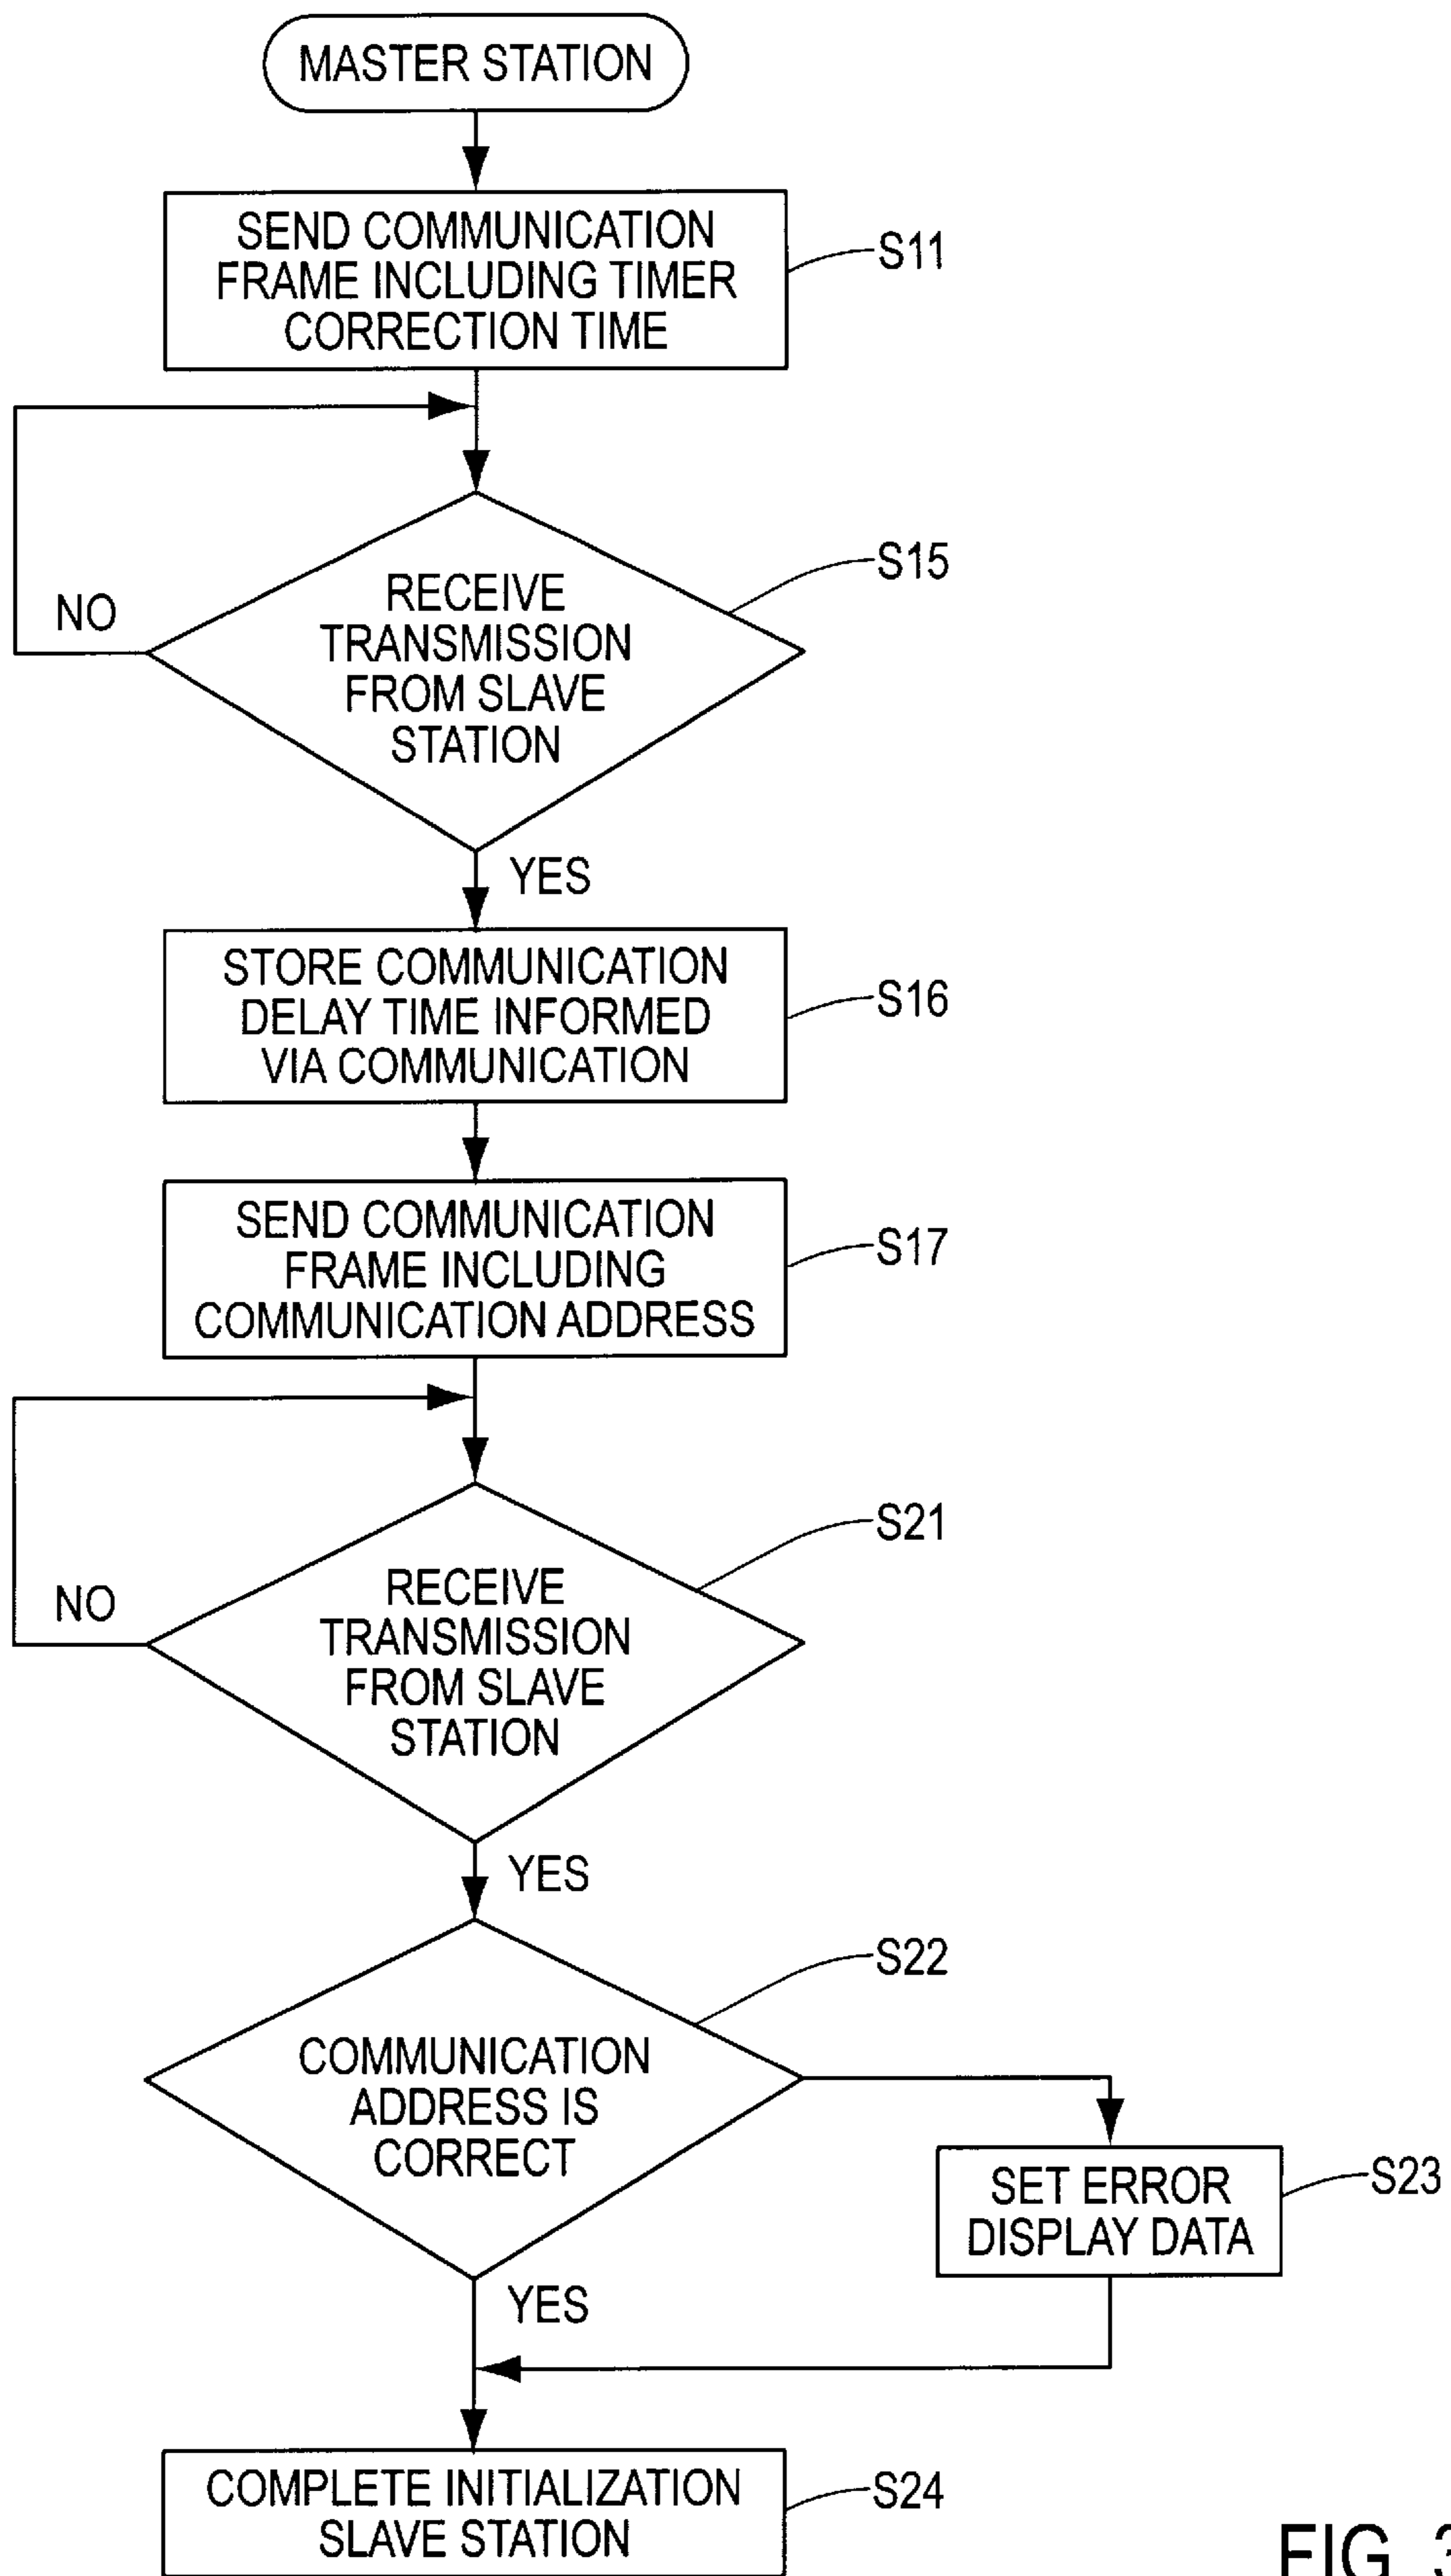 MASTER STATION
SEND COMMUNICATION
FRAME INCLUDING TIMER
CORRECTION TIME
S11
RECEIVE
TRANSMISSION
FROM SLAVE
STATION
S15
NO
YES
STORE COMMUNICATION
DELAY TIME INFORMED
VIA COMMUNICATION
S16
SEND COMMUNICATION
FRAME INCLUDING
COMMUNICATION ADDRESS
S17
RECEIVE
TRANSMISSION
FROM SLAVE
STATION
S21
NO
YES
COMMUNICATION
ADDRESS IS
CORRECT
S22
SET ERROR
DISPLAY DATA
S23
YES
COMPLETE INITIALIZATION
SLAVE STATION
S24
FIG. 3